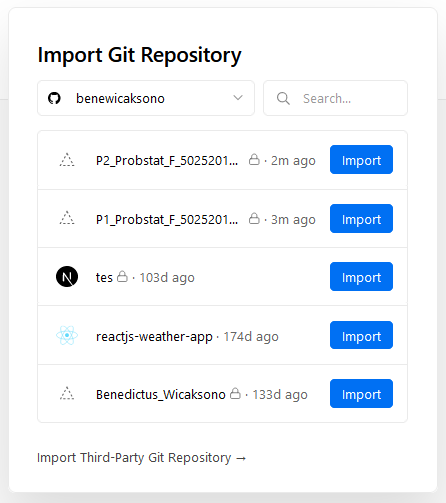 Import Git Repository
benewicaksono
Search...
P2_Probstat_F_5025201... · 2m ago Import
P1_Probstat_F_5025201... · 3m ago Import
tes · 103d ago Import
reactjs-weather-app · 174d ago Import
Benedictus_Wicaksono · 133d ago Import
Import Third-Party Git Repository →